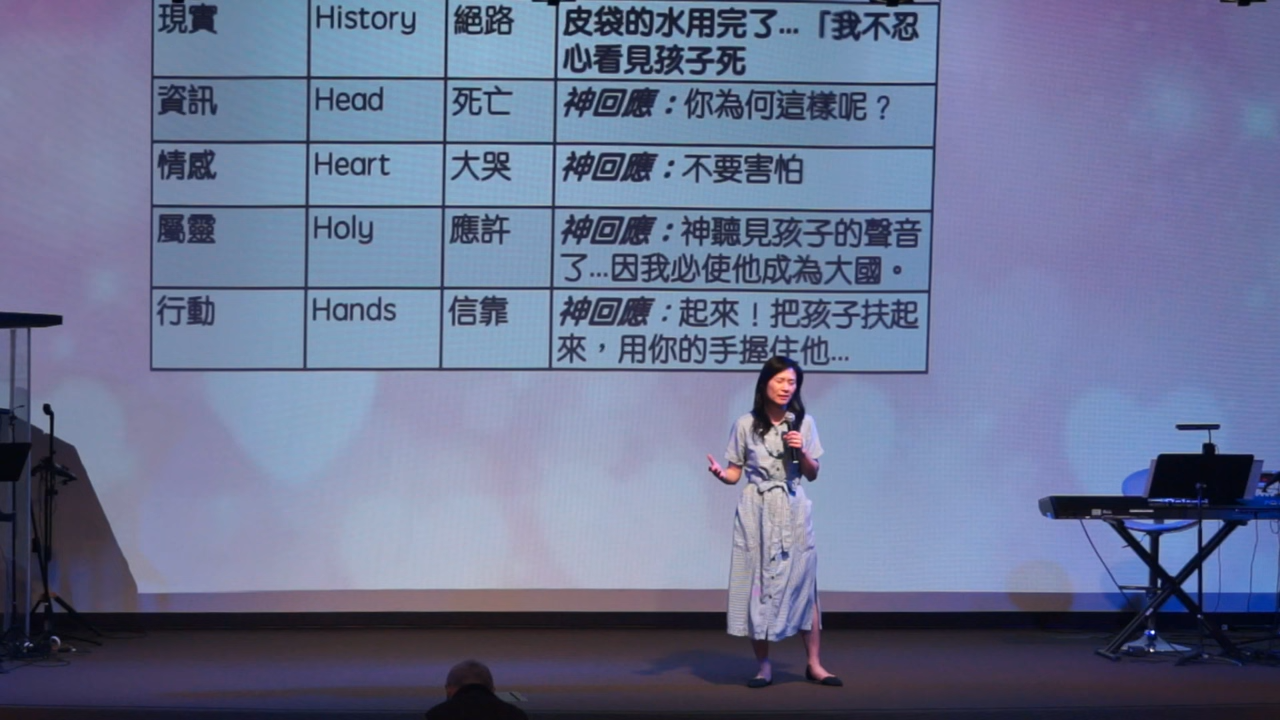 現實 History 絕路 皮袋的水用完了…「我不忍
心看見孩子死
資訊 Head 死亡 神回應：你為何這樣呢？
情感 Heart 大哭 神回應：不要害怕
屬靈 Holy 應許 神回應：神聽見孩子的聲音
了…因我必使他成為大國。
行動 Hands 信靠 神回應：起來！把孩子扶起
來，用你的手握住他…